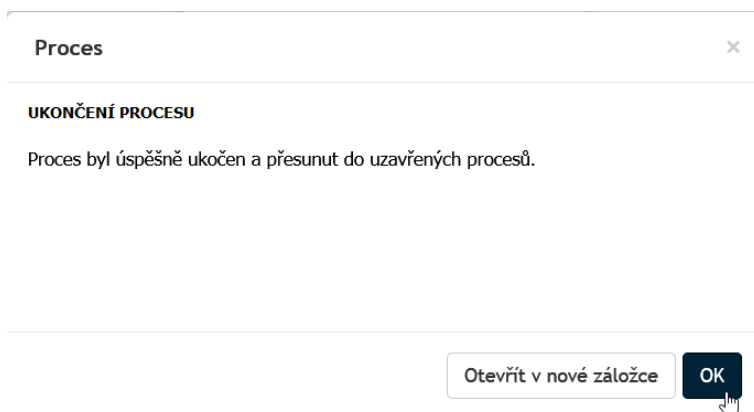 Proces
×
UKONČENÍ PROCESU
Proces byl úspěšně ukočen a přesunut do uzavřených procesů.
Otevřít v nové záložce OK